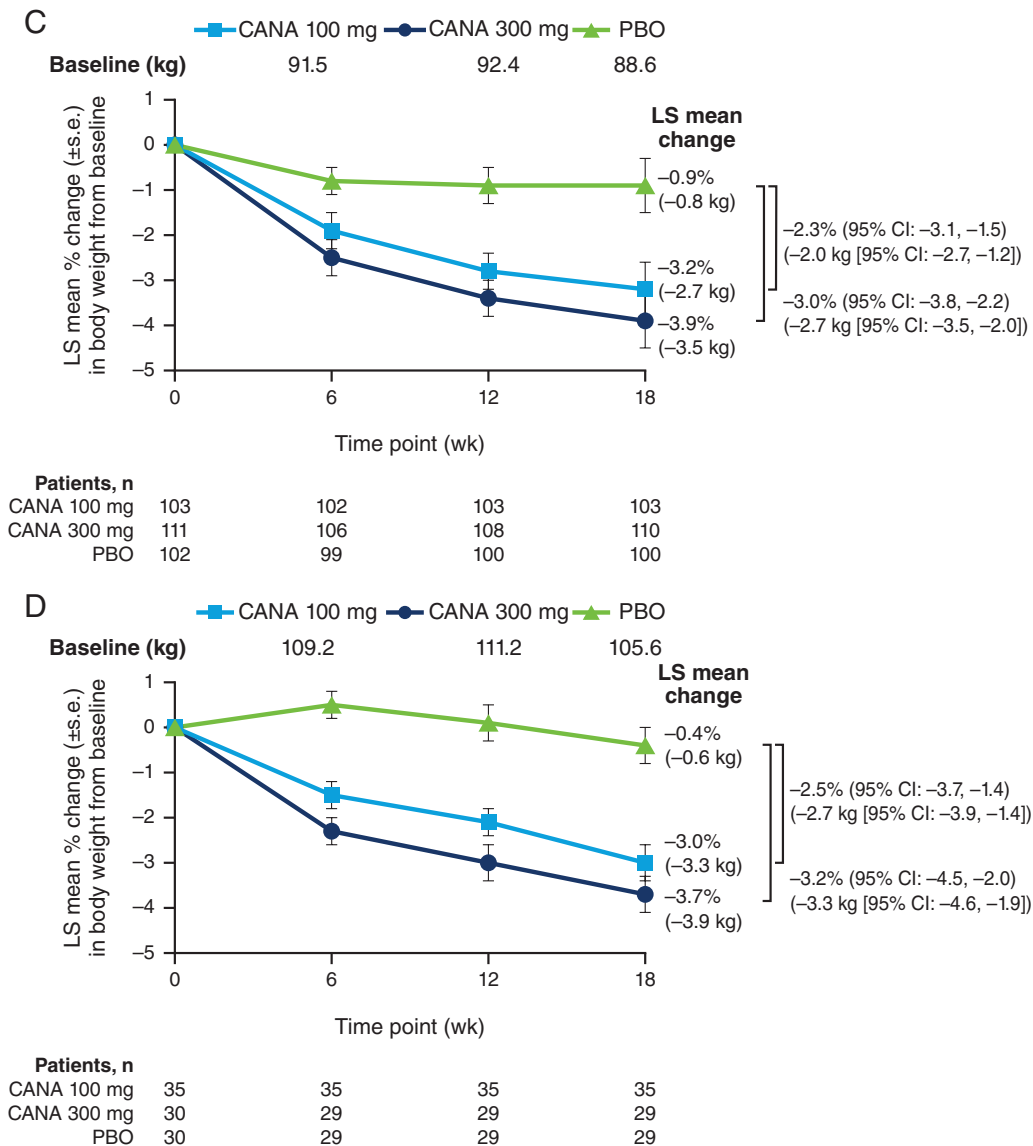 C
CANA 100 mg CANA 300 mg PBO
Baseline (kg) 91.5 92.4 88.6
LS mean % change (±s.e.)
in body weight from baseline
1
0
–1
–2
–3
–4
–5
0 6 12 18
Time point (wk)
LS mean
change
–0.9%
(–0.8 kg)
–3.2%
(–2.7 kg)
–3.9%
(–3.5 kg)
–2.3% (95% CI: –3.1, –1.5)
(–2.0 kg [95% CI: –2.7, –1.2])
–3.0% (95% CI: –3.8, –2.2)
(–2.7 kg [95% CI: –3.5, –2.0])
Patients, n
CANA 100 mg 103 102 103 103
CANA 300 mg 111 106 108 110
PBO 102 99 100 100
D
CANA 100 mg CANA 300 mg PBO
Baseline (kg) 109.2 111.2 105.6
LS mean % change (±s.e.)
in body weight from baseline
1
0
–1
–2
–3
–4
–5
0 6 12 18
Time point (wk)
LS mean
change
–0.4%
(–0.6 kg)
–3.0%
(–3.3 kg)
–3.7%
(–3.9 kg)
–2.5% (95% CI: –3.7, –1.4)
(–2.7 kg [95% CI: –3.9, –1.4])
–3.2% (95% CI: –4.5, –2.0)
(–3.3 kg [95% CI: –4.6, –1.9])
Patients, n
CANA 100 mg 35 35 35 35
CANA 300 mg 30 29 29 29
PBO 30 29 29 29